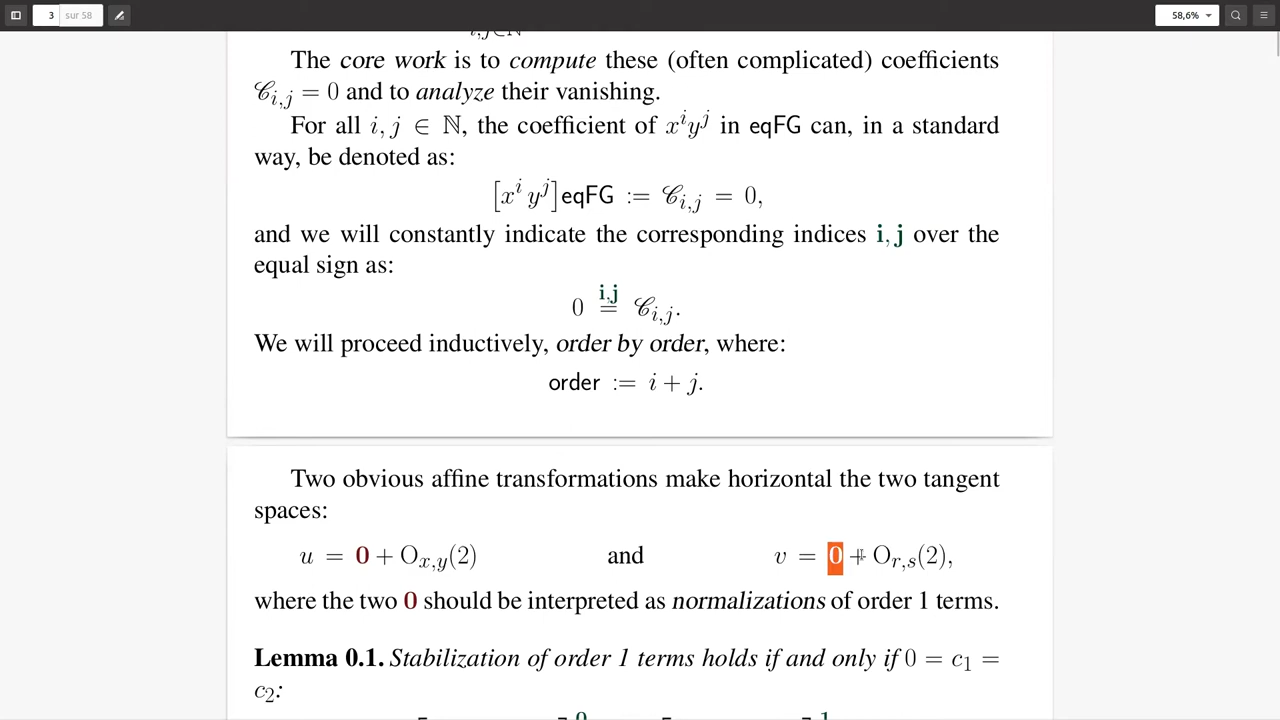 3 sur 58
58,6%
i,j∈ℕ
The core work is to compute these (often complicated) coefficients
𝒞_{i,j} = 0 and to analyze their vanishing.
For all i, j ∈ ℕ, the coefficient of x^i y^j in eqFG can, in a standard
way, be denoted as:
[x^i y^j]eqFG := 𝒞_{i,j} = 0,
and we will constantly indicate the corresponding indices i, j over the
equal sign as:
i,j
0 = 𝒞_{i,j}.
We will proceed inductively, order by order, where:
order := i + j.
Two obvious affine transformations make horizontal the two tangent
spaces:
u = 0 + O_{x,y}(2) and v = 0 + O_{r,s}(2),
where the two 0 should be interpreted as normalizations of order 1 terms.
Lemma 0.1. Stabilization of order 1 terms holds if and only if 0 = c_1 =
c_2: